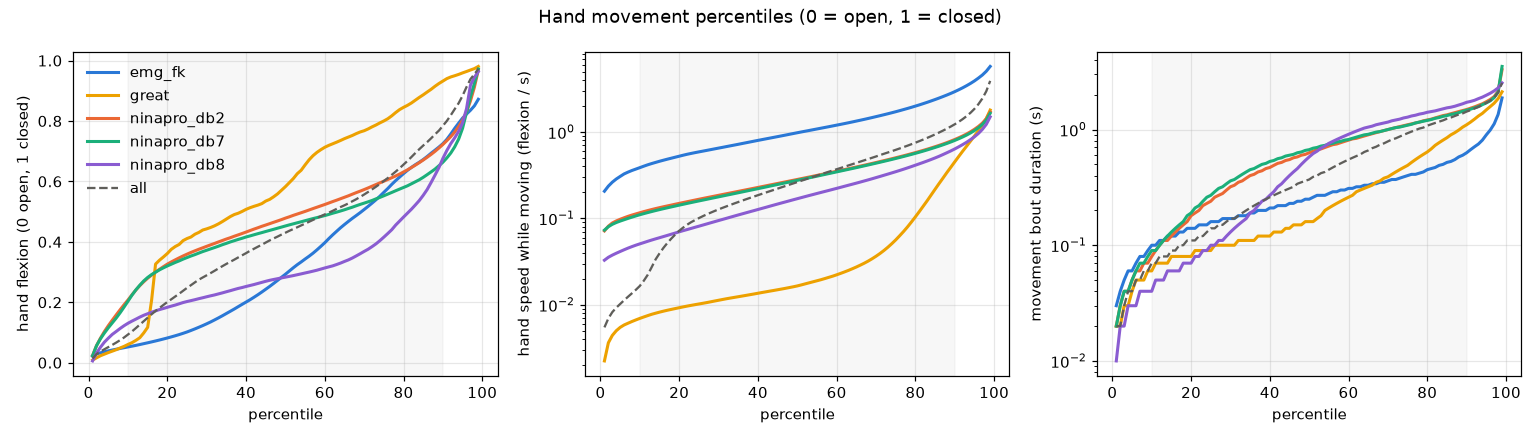 Hand movement percentiles (0 = open, 1 = closed)
hand flexion (0 open, 1 closed)
1.0
0.8
0.6
0.4
0.2
0.0
emg_fk
great
ninapro_db2
ninapro_db7
ninapro_db8
all
0 20 40 60 80 100
percentile
hand speed while moving (flexion / s)
10⁰
10⁻¹
10⁻²
0 20 40 60 80 100
percentile
movement bout duration (s)
10⁰
10⁻¹
10⁻²
0 20 40 60 80 100
percentile